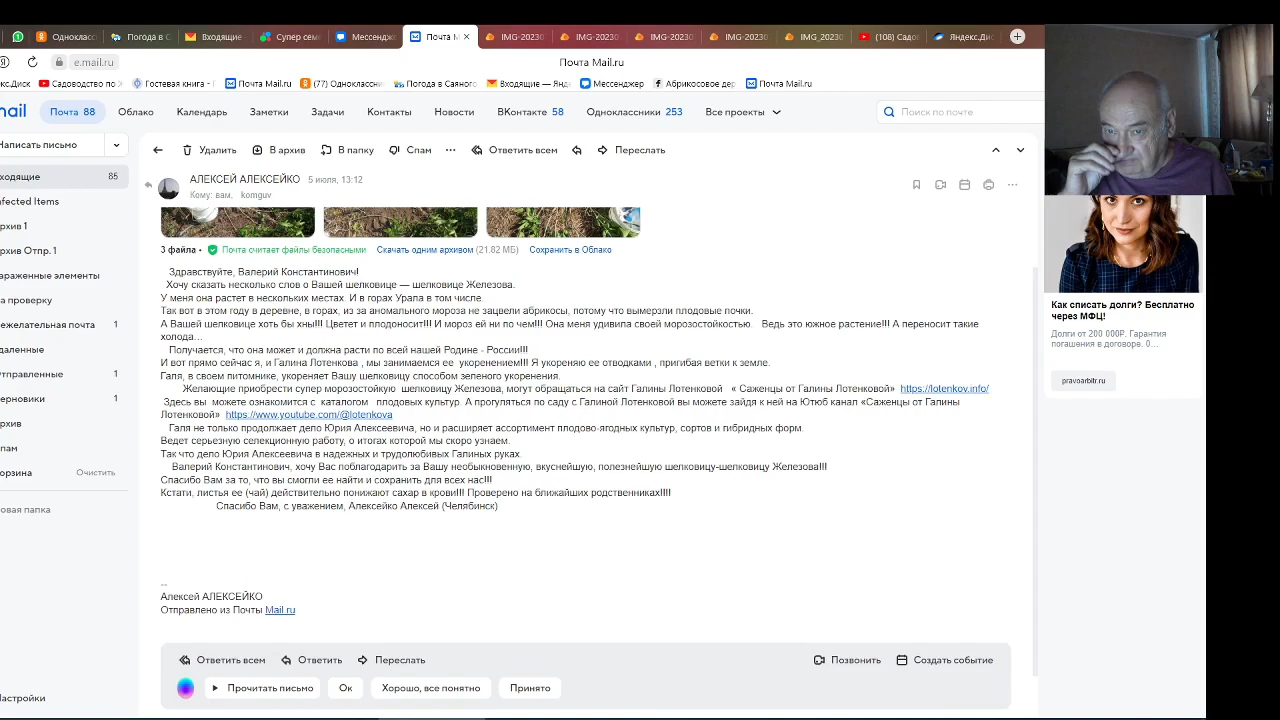 Однокласс
Погода в С
Входящие
Супер сем
Мессендж
Почта М
IMG-20230
IMG-20230
IMG-20230
IMG-20230
IMG_20230
(108) Садов
Яндекс.Дис
e.mail.ru
Почта Mail.ru
кс.Диск
Садоводство по
Гостевая книга - Г
Почта Mail.ru
(77) Одноклассни
Погода в Саяного
Входящие — Янд
Мессенджер
Абрикосовое дер
Почта Mail.ru
mail
Почта 88
Облако
Календарь
Заметки
Задачи
Контакты
Новости
ВКонтакте 58
Одноклассники 253
Все проекты
Поиск по почте
Написать письмо
Удалить
В архив
В папку
Спам
Ответить всем
Переслать
ходящие 85
nfected Items
рхив 1
рхив Отпр. 1
араженные элементы
а проверку
ежелательная почта 1
даленные
тправленные 1
ерновики 1
рхив
пам
орзина Очистить
овая папка
астройки
АЛЕКСЕЙ АЛЕКСЕЙКО 5 июля, 13:12
Кому: вам, komguv
3 файла • Почта считает файлы безопасными Скачать одним архивом (21.82 МБ) Сохранить в Облако
Здравствуйте, Валерий Константинович!
Хочу сказать несколько слов о Вашей шелковице — шелковице Железова.
У меня она растет в нескольких местах. И в горах Урала в том числе.
Так вот в этом году в деревне, в горах, из за аномального мороза не зацвели абрикосы, потому что вымерзли плодовые почки.
А Вашей шелковице хоть бы хны!!! Цветет и плодоносит!!! И мороз ей ни по чем!!! Она меня удивила своей морозостойкостью. Ведь это южное растение!!! А переносит такие
холода...
Получается, что она может и должна расти по всей нашей Родине - России!!!
И вот прямо сейчас я, и Галина Лотенкова , мы занимаемся ее укоренением!!! Я укореняю ее отводками , пригибая ветки к земле.
Галя, в своем питомнике, укореняет Вашу шелковицу способом зеленого укоренения.
Желающие приобрести супер морозостойкую шелковицу Железова, могут обращаться на сайт Галины Лотенковой « Саженцы от Галины Лотенковой» https://lotenkov.info/
Здесь вы можете ознакомится с каталогом плодовых культур. А прогуляться по саду с Галиной Лотенковой вы можете зайдя к ней на Ютюб канал «Саженцы от Галины
Лотенковой» https://www.youtube.com/@lotenkova
Галя не только продолжает дело Юрия Алексеевича, но и расширяет ассортимент плодово-ягодных культур, сортов и гибридных форм.
Ведет серьезную селекционную работу, о итогах которой мы скоро узнаем.
Так что дело Юрия Алексеевича в надежных и трудолюбивых Галиных руках.
Валерий Константинович, хочу Вас поблагодарить за Вашу необыкновенную, вкуснейшую, полезнейшую шелковицу-шелковицу Железова!!!
Спасибо Вам за то, что вы смогли ее найти и сохранить для всех нас!!!
Кстати, листья ее (чай) действительно понижают сахар в крови!!! Проверено на ближайших родственниках!!!!
Спасибо Вам, с уважением, Алексейко Алексей (Челябинск)
--
Алексей АЛЕКСЕЙКО
Отправлено из Почты Mail.ru
Ответить всем
Ответить
Переслать
Позвонить
Создать событие
Прочитать письмо
Ок
Хорошо, все понятно
Принято
Как списать долги? Бесплатно
через МФЦ!
Долги от 200 000₽. Гарантия
погашения в договора. 0...
pravoarbitr.ru